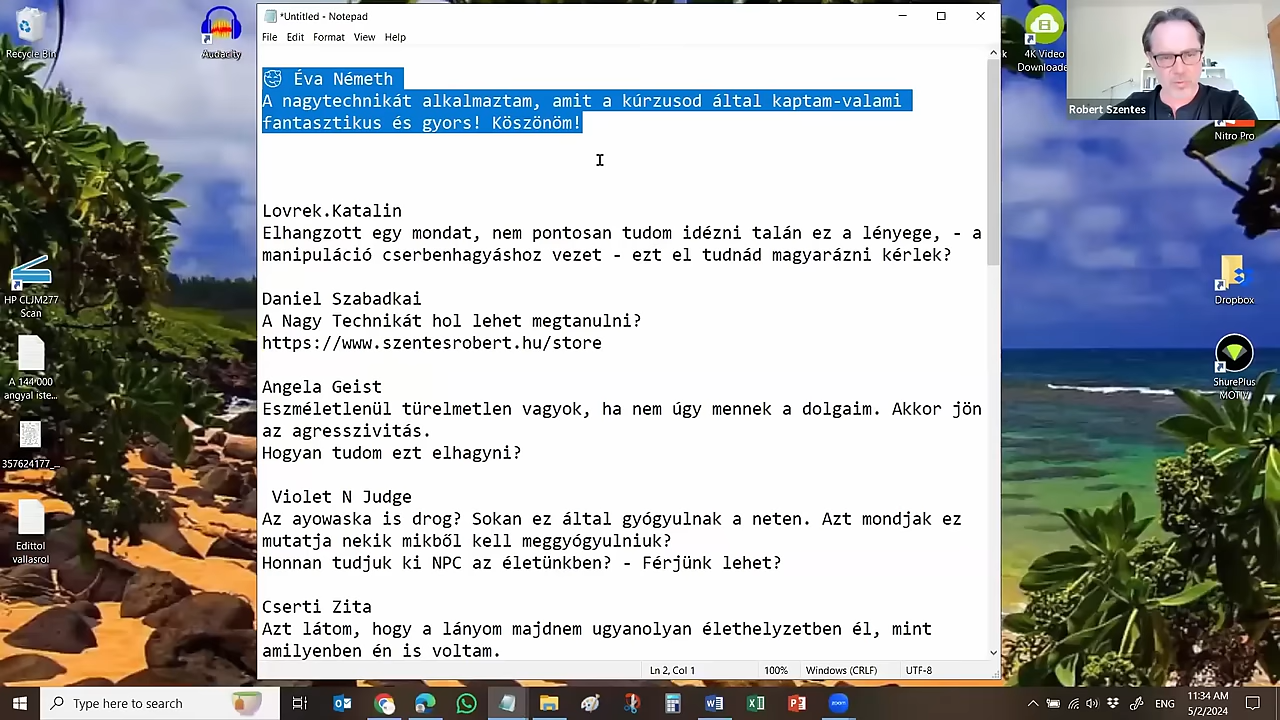 *Untitled - Notepad
File Edit Format View Help
Éva Németh
A nagytechnikát alkalmaztam, amit a kúrzusod által kaptam-valami
fantasztikus és gyors! Köszönöm!
Lovrek.Katalin
Elhangzott egy mondat, nem pontosan tudom idézni talán ez a lényege, - a
manipuláció cserbenhagyáshoz vezet - ezt el tudnád magyarázni kérlek?
Daniel Szabadkai
A Nagy Technikát hol lehet megtanulni?
https://www.szentesrobert.hu/store
Angela Geist
Eszméletlenül türelmetlen vagyok, ha nem úgy mennek a dolgaim. Akkor jön
az agresszivitás.
Hogyan tudom ezt elhagyni?
Violet N Judge
Az ayowaska is drog? Sokan ez által gyógyulnak a neten. Azt mondjak ez
mutatja nekik mikből kell meggyógyulniuk?
Honnan tudjuk ki NPC az életünkben? - Férjünk lehet?
Cserti Zita
Azt látom, hogy a lányom majdnem ugyanolyan élethelyzetben él, mint
amilyenben én is voltam.
Ln 2, Col 1 100% Windows (CRLF) UTF-8
Recycle Bin
Audacity
HP CLJM277
Scan
A 144 000
angyal iste...
357624177_...
Edittol
vallasrol
4K Video
Downloade
Robert Szentes
Nitro Pro
Dropbox
ShurePlus
MOTIV
Type here to search
zoom
ENG
11:34 AM
5/2/2024